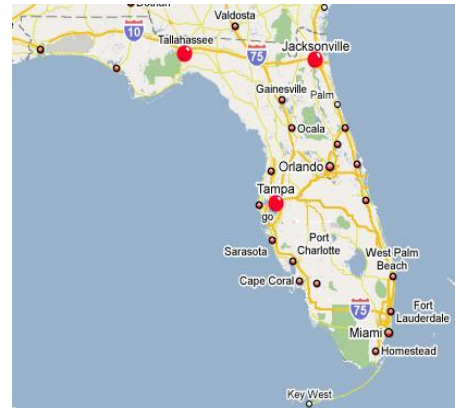 Valdosta
10
Tallahassee
75
Jacksonville
Gainesville
Palm
Ocala
Orlando
Tampa
go
Sarasota
Port
Charlotte
West Palm
Beach
Cape Coral
75
Fort
Lauderdale
Miami
Homestead
Key West